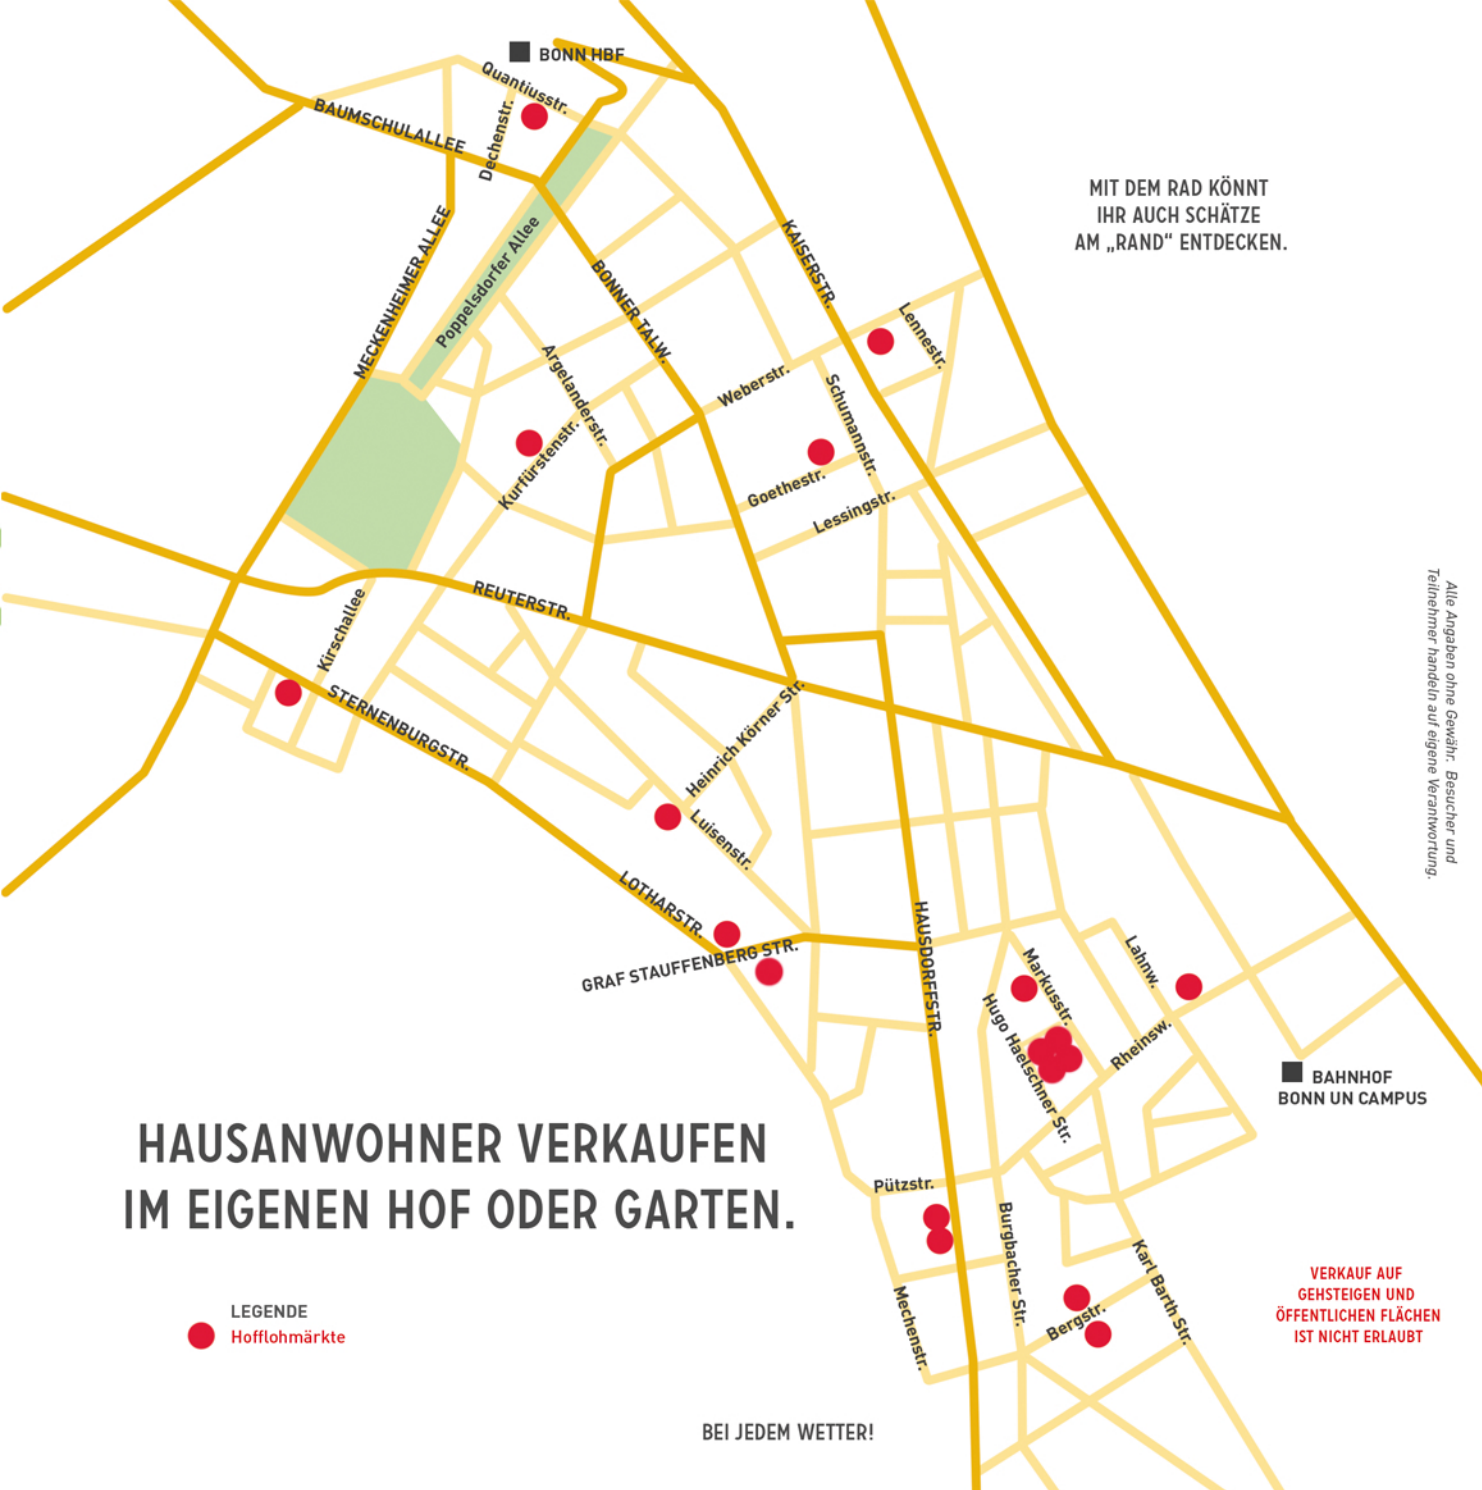 BONN HBF
Quantiusstr.
BAUMSCHULALLEE
Dechenstr.
MIT DEM RAD KÖNNT
IHR AUCH SCHÄTZE
AM „RAND“ ENTDECKEN.
MECKENHEIMER ALLEE
Poppelsdorfer Allee
KAISERSTR.
BONNER TALW.
Lennestr.
Argelanderstr.
Weberstr.
Schumannstr.
Kurfürstenstr.
Goethestr.
Lessingstr.
REUTERSTR.
Kirschallee
Alle Angaben ohne Gewähr. Besucher und
Teilnehmer handeln auf eigene Verantwortung.
STERNENBURGSTR.
Heinrich Körner Str.
Luisenstr.
LOTHARSTR.
GRAF STAUFFENBERG STR.
HAUSDORFFSTR.
Markusstr.
Lahnw.
Hugo Haelschner Str.
Rheinsw.
BAHNHOF
BONN UN CAMPUS
HAUSANWOHNER VERKAUFEN
IM EIGENEN HOF ODER GARTEN.
Pützstr.
Burgbacher Str.
Karl Barth Str.
Mechenstr.
Bergstr.
VERKAUF AUF
GEHSTEIGEN UND
ÖFFENTLICHEN FLÄCHEN
IST NICHT ERLAUBT
LEGENDE
Hofflohmärkte
BEI JEDEM WETTER!